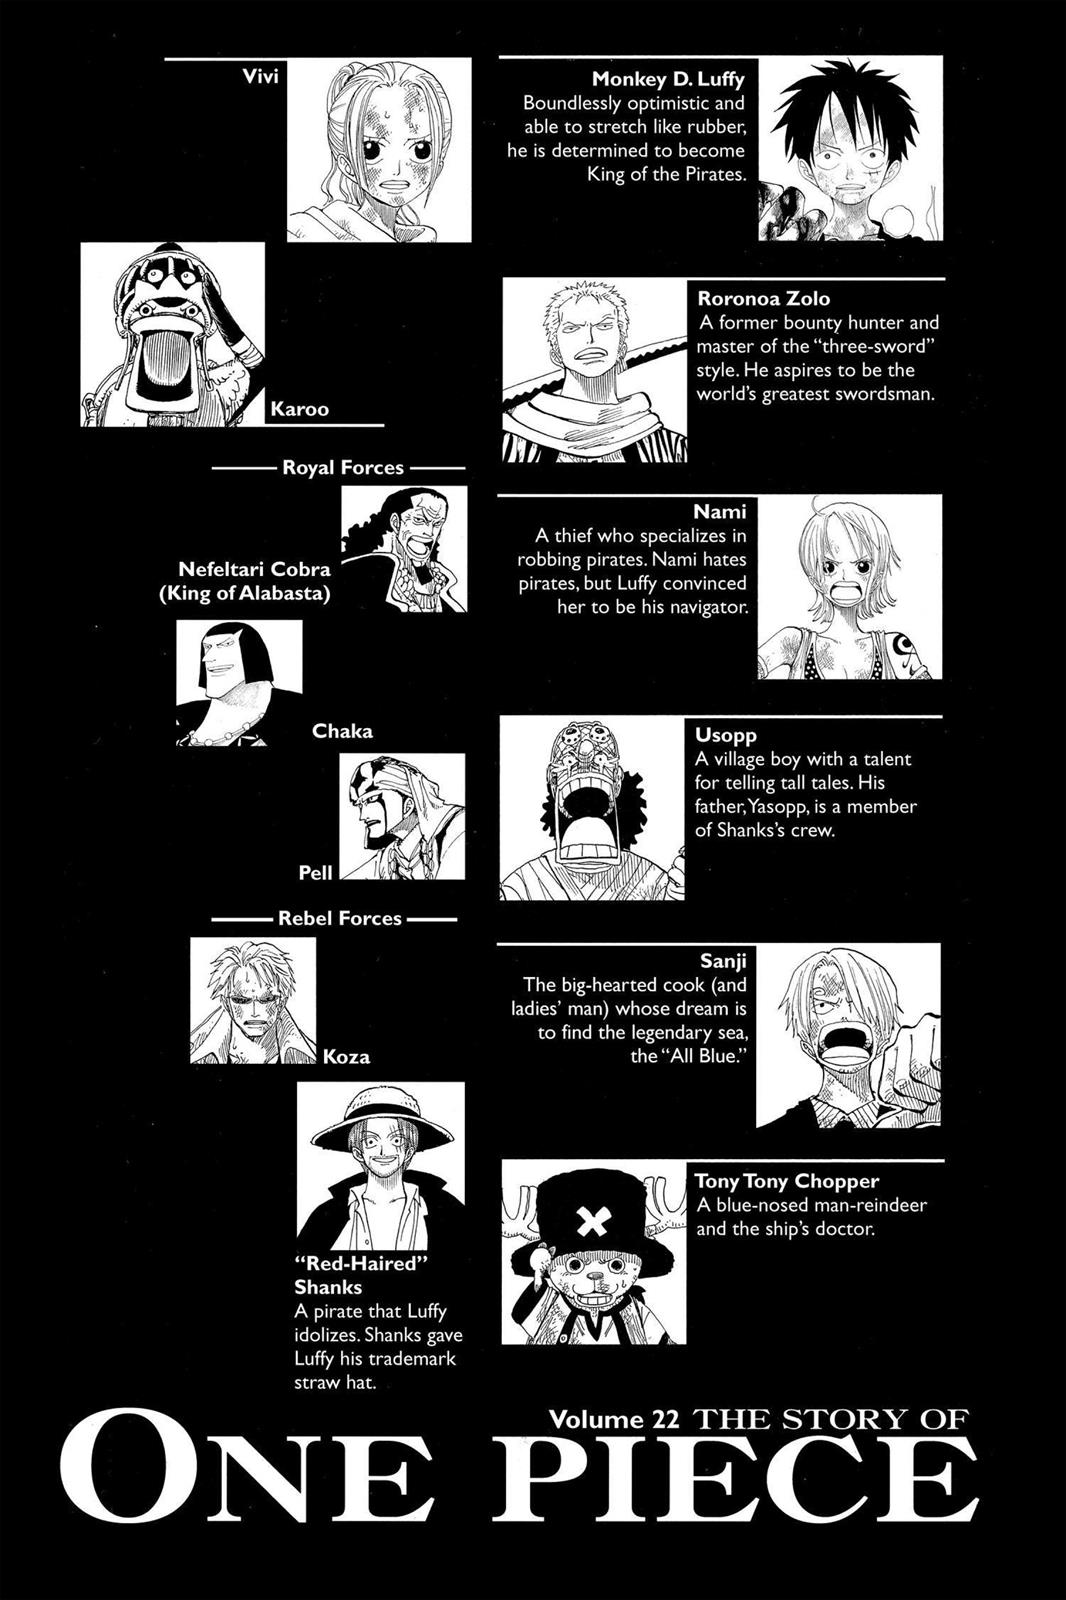 Vivi
Karoo
Royal Forces
Nefeltari Cobra
(King of Alabasta)
Chaka
Pell
Rebel Forces
Koza
“Red-Haired”
Shanks
A pirate that Luffy
idolizes. Shanks gave
Luffy his trademark
straw hat.
Monkey D. Luffy
Boundlessly optimistic and
able to stretch like rubber,
he is determined to become
King of the Pirates.
Roronoa Zolo
A former bounty hunter and
master of the “three-sword”
style. He aspires to be the
world’s greatest swordsman.
Nami
A thief who specializes in
robbing pirates. Nami hates
pirates, but Luffy convinced
her to be his navigator.
Usopp
A village boy with a talent
for telling tall tales. His
father, Yasopp, is a member
of Shanks’s crew.
Sanji
The big-hearted cook (and
ladies’ man) whose dream is
to find the legendary sea,
the “All Blue.”
Tony Tony Chopper
A blue-nosed man-reindeer
and the ship’s doctor.
Volume 22 THE STORY OF
ONE PIECE